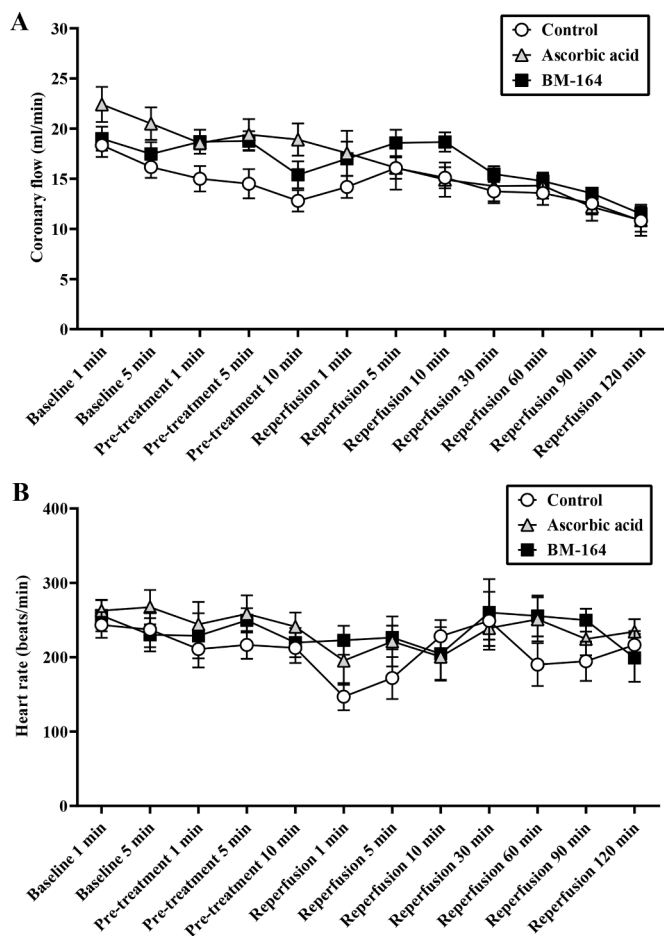 A
Control
Ascorbic acid
BM-164
Coronary flow (ml/min)
30
25
20
15
10
5
0
Baseline 1 min
Baseline 5 min
Pre-treatment 1 min
Pre-treatment 5 min
Pre-treatment 10 min
Reperfusion 1 min
Reperfusion 5 min
Reperfusion 10 min
Reperfusion 30 min
Reperfusion 60 min
Reperfusion 90 min
Reperfusion 120 min
B
Control
Ascorbic acid
BM-164
Heart rate (beats/min)
400
300
200
100
0
Baseline 1 min
Baseline 5 min
Pre-treatment 1 min
Pre-treatment 5 min
Pre-treatment 10 min
Reperfusion 1 min
Reperfusion 5 min
Reperfusion 10 min
Reperfusion 30 min
Reperfusion 60 min
Reperfusion 90 min
Reperfusion 120 min